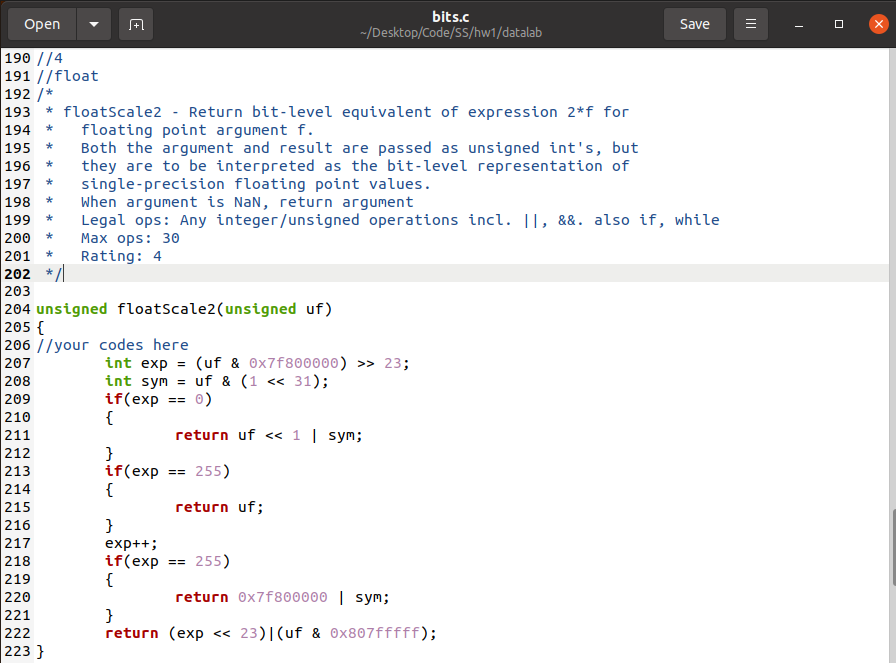 Open
bits.c
~/Desktop/Code/SS/hw1/datalab
Save
190 //4
191 //float
192 /*
193  * floatScale2 - Return bit-level equivalent of expression 2*f for
194  *   floating point argument f.
195  *   Both the argument and result are passed as unsigned int's, but
196  *   they are to be interpreted as the bit-level representation of
197  *   single-precision floating point values.
198  *   When argument is NaN, return argument
199  *   Legal ops: Any integer/unsigned operations incl. ||, &&. also if, while
200  *   Max ops: 30
201  *   Rating: 4
202  */
203
204 unsigned floatScale2(unsigned uf)
205 {
206 //your codes here
207         int exp = (uf & 0x7f800000) >> 23;
208         int sym = uf & (1 << 31);
209         if(exp == 0)
210         {
211                 return uf << 1 | sym;
212         }
213         if(exp == 255)
214         {
215                 return uf;
216         }
217         exp++;
218         if(exp == 255)
219         {
220                 return 0x7f800000 | sym;
221         }
222         return (exp << 23)|(uf & 0x807fffff);
223 }